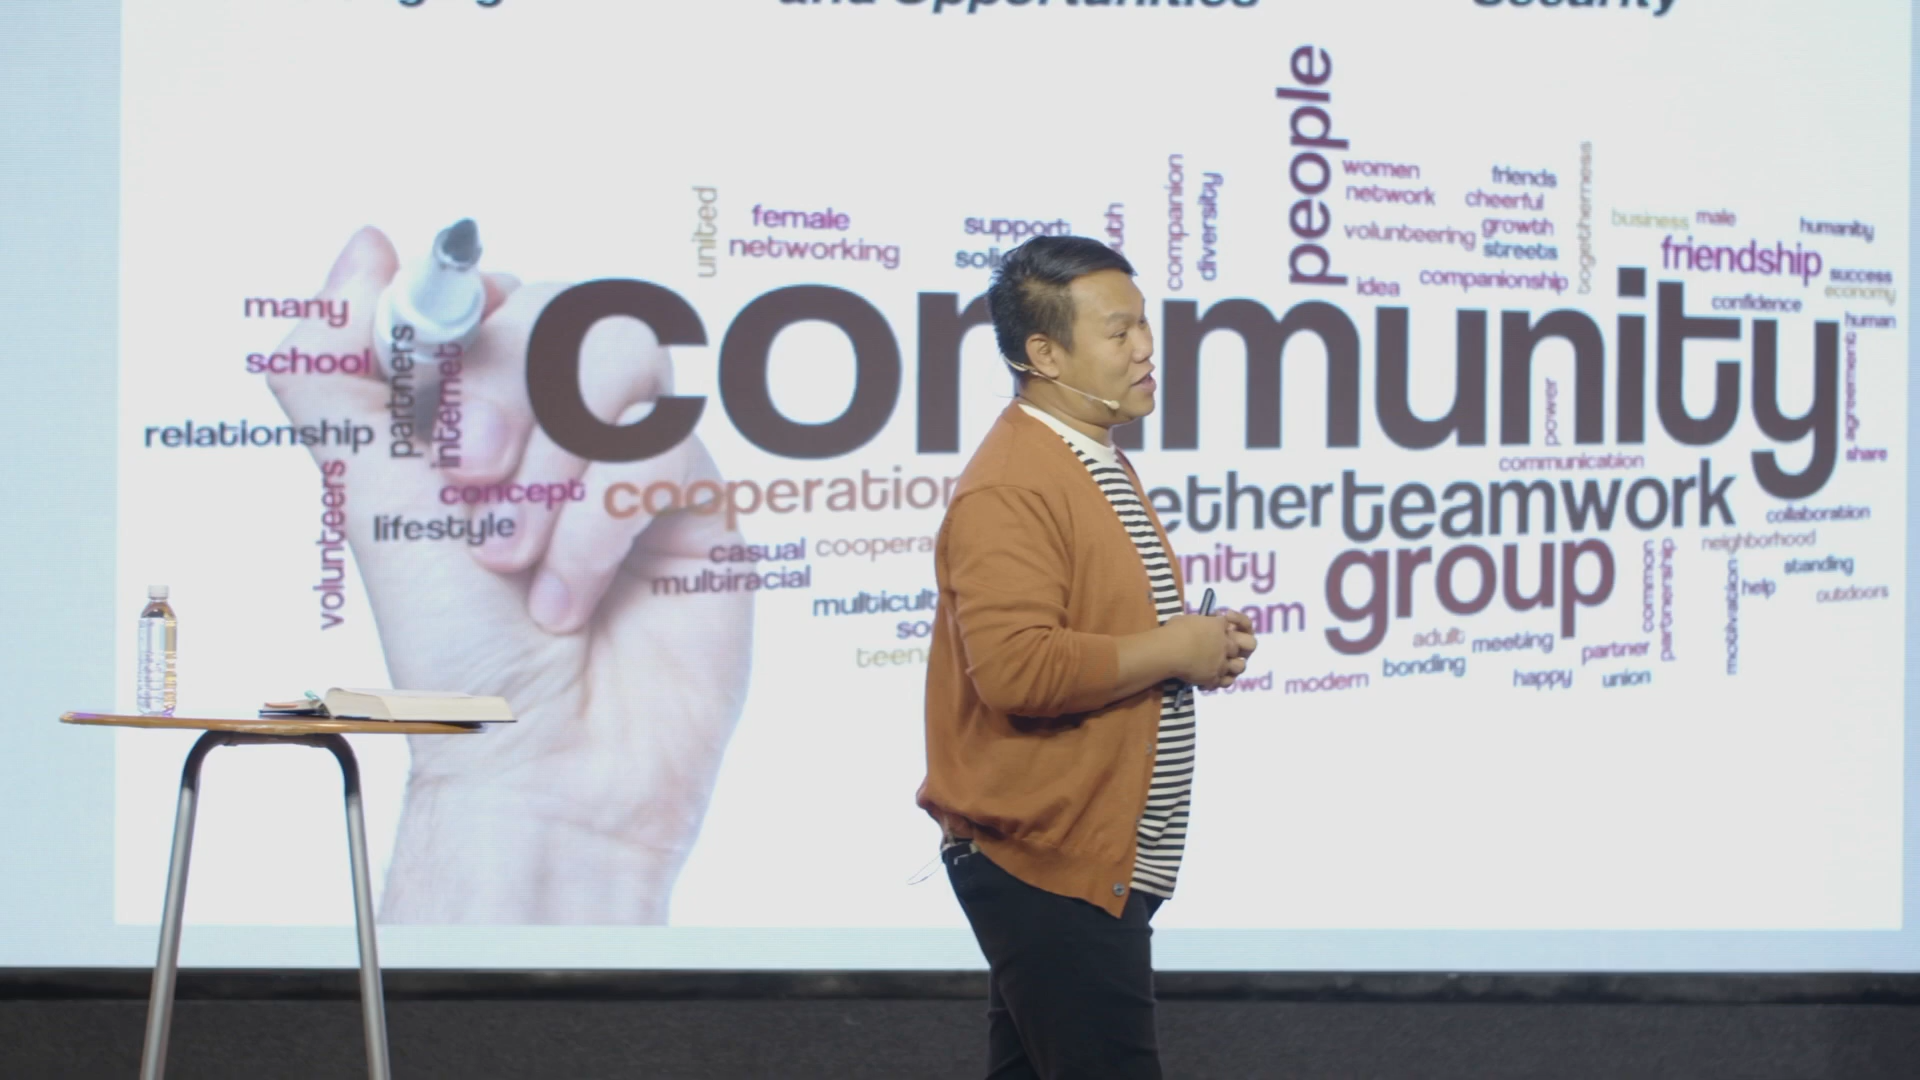 and Opportunities
Security
people
women
friends
togetherness
companion
diversity
network
cheerful
united
female
support
volunteering
growth
business
male
humanity
networking
streets
friendship
idea
companionship
success
economy
many
confidence
human
community
school
partners
internet
agreement
power
relationship
share
communication
volunteers
concept
cooperation
teamwork
lifestyle
collaboration
casual
neighborhood
multiracial
group
common
partnership
motivation
help
standing
outdoors
adult
meeting
partner
bonding
modern
happy
union